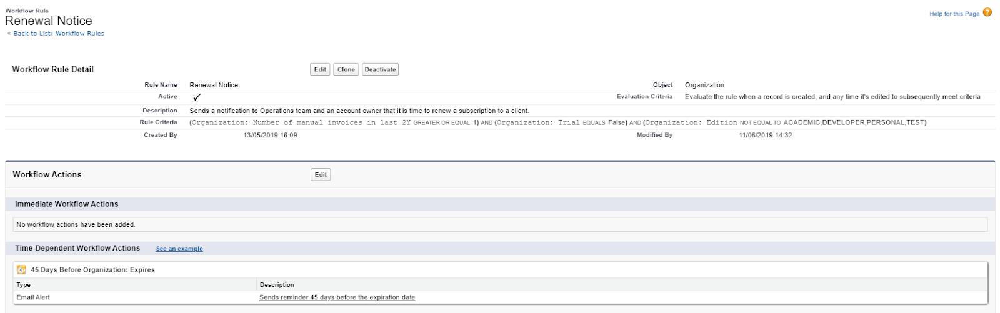 Workflow Rule
Renewal Notice
« Back to List: Workflow Rules
Help for this Page ?
Workflow Rule Detail Edit Clone Deactivate
Rule Name Renewal Notice Object Organization
Active Evaluation Criteria Evaluate the rule when a record is created, and any time it's edited to subsequently meet criteria
Description Sends a notification to Operations team and an account owner that it is time to renew a subscription to a client.
Rule Criteria (Organization: Number of manual invoices in last 2Y GREATER OR EQUAL 1) AND (Organization: Trial EQUALS False) AND (Organization: Edition NOT EQUAL TO ACADEMIC,DEVELOPER,PERSONAL,TEST)
Created By 13/05/2019 16:09 Modified By 11/06/2019 14:32
Workflow Actions Edit
Immediate Workflow Actions
No workflow actions have been added.
Time-Dependent Workflow Actions See an example
45 Days Before Organization: Expires
Type Description
Email Alert Sends reminder 45 days before the expiration date